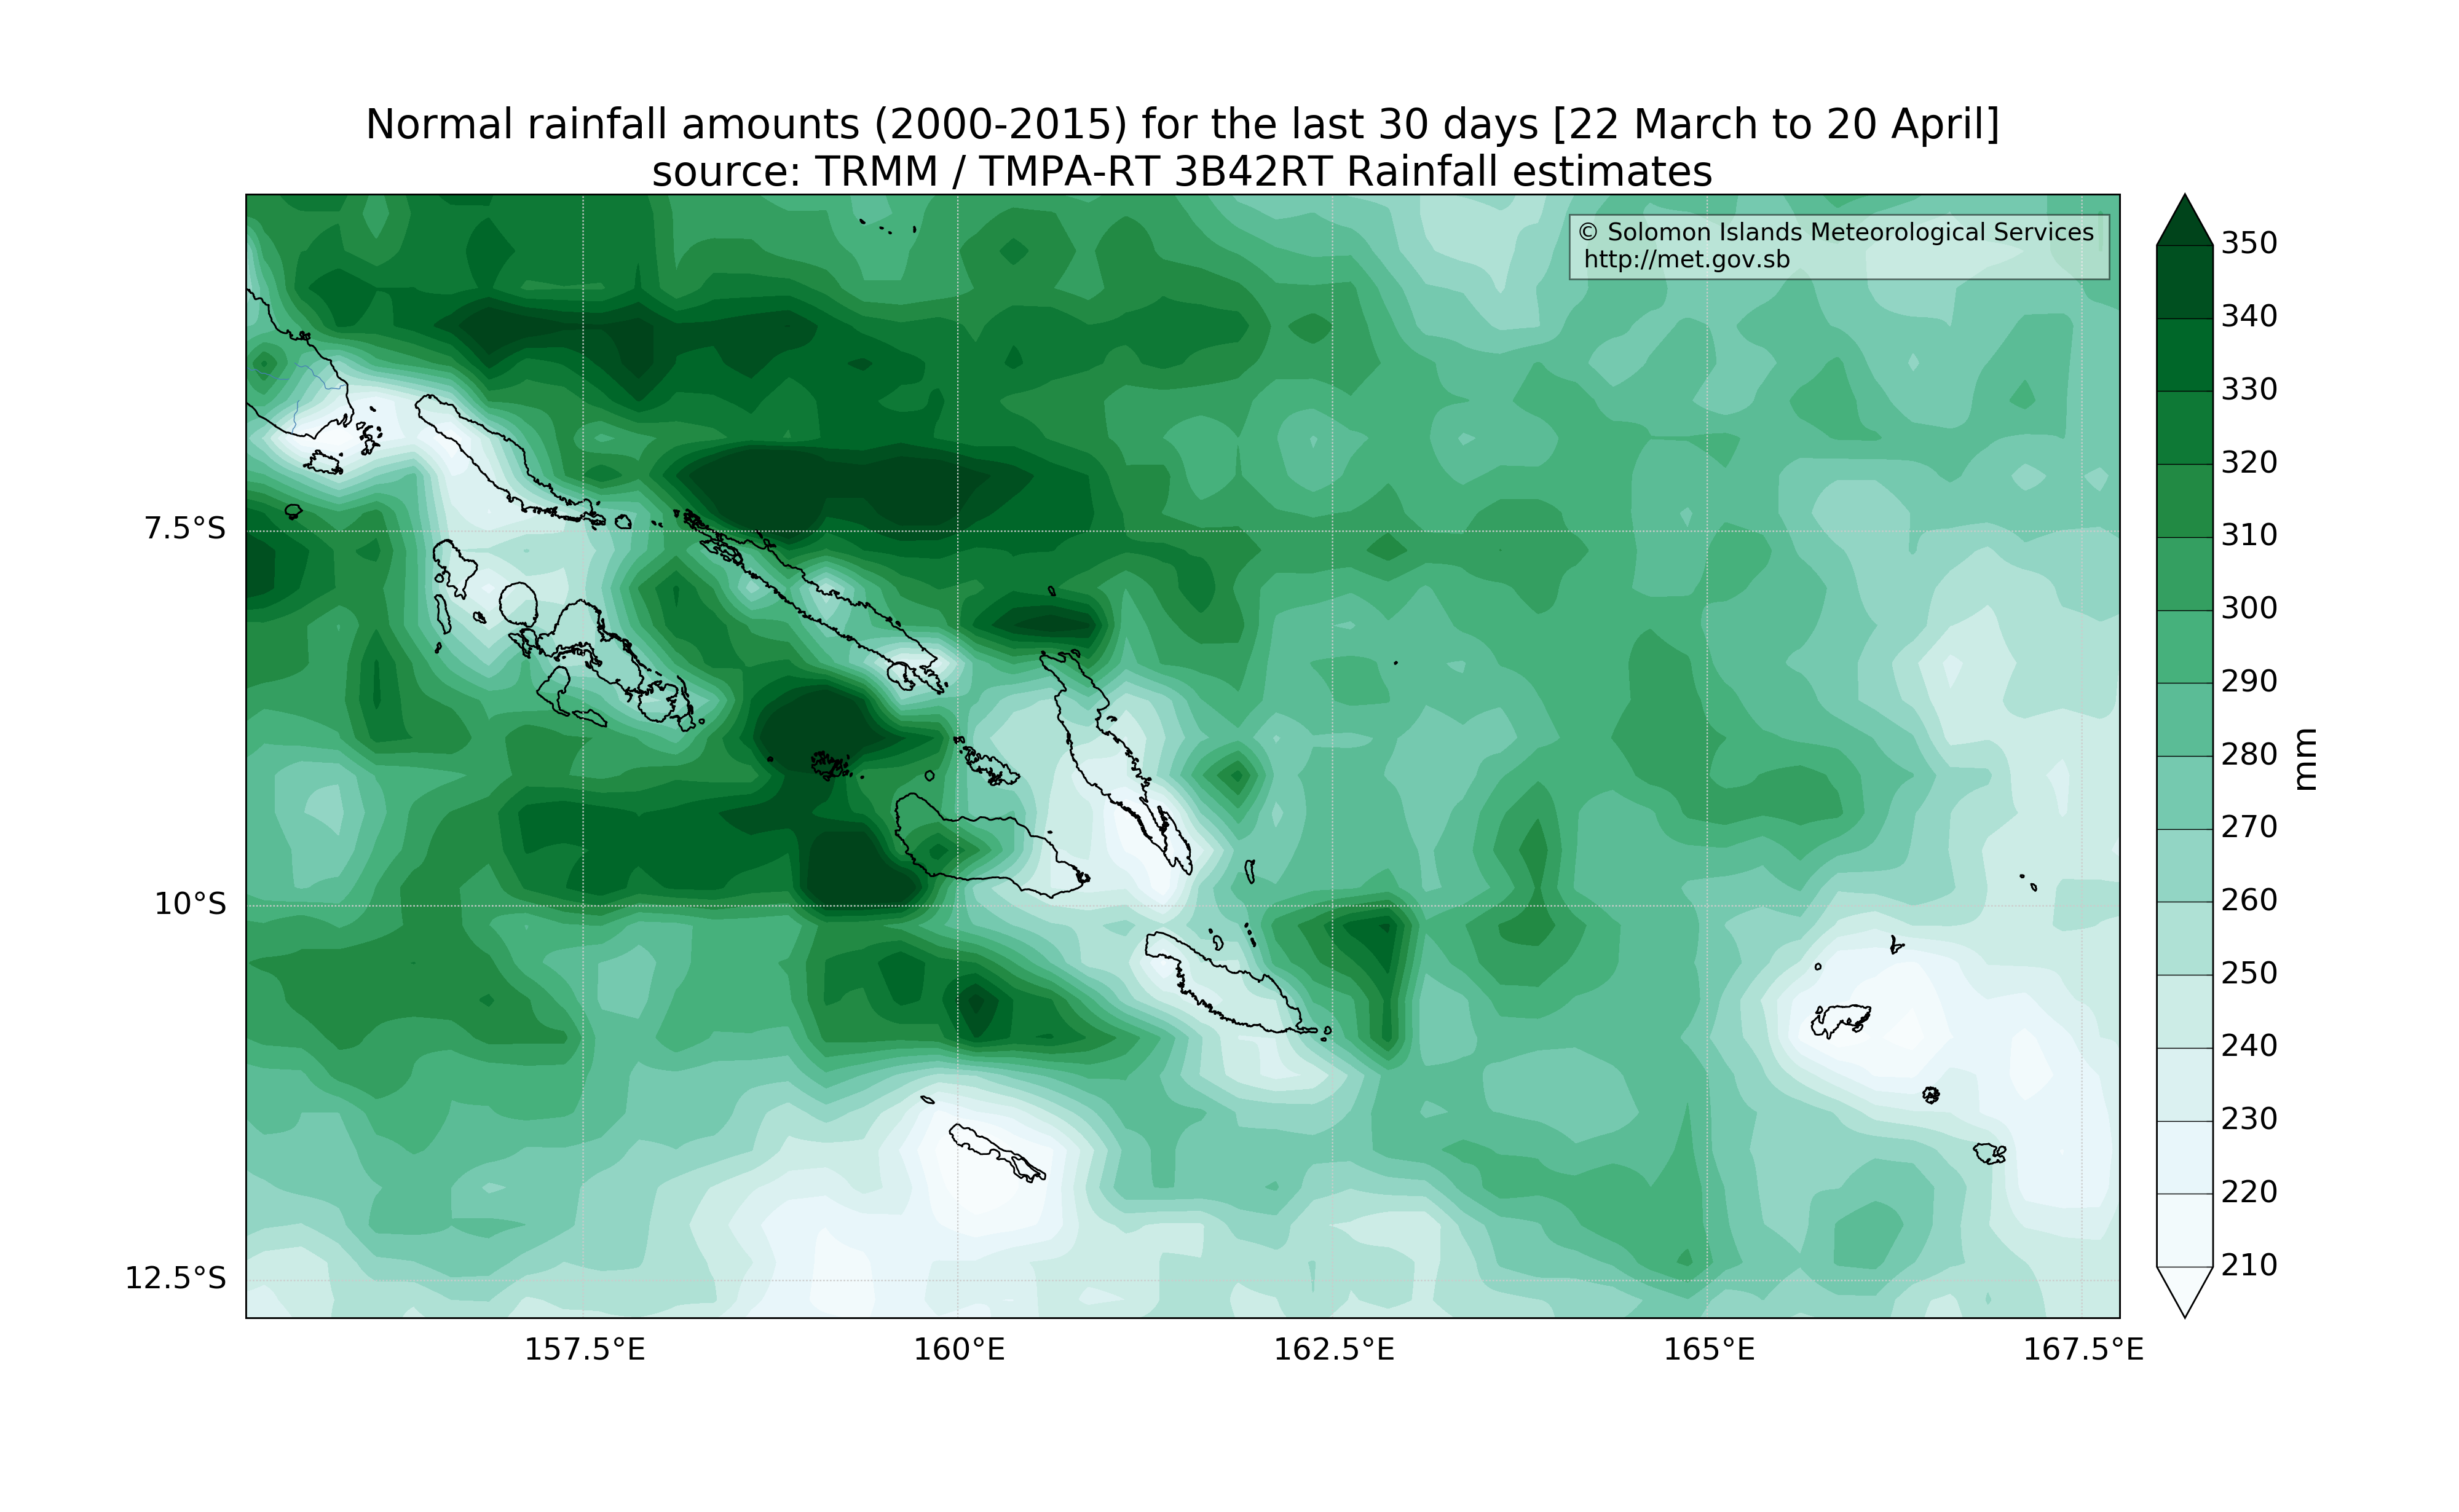 Normal rainfall amounts (2000-2015) for the last 30 days [22 March to 20 April]
source: TRMM / TMPA-RT 3B42RT Rainfall estimates
© Solomon Islands Meteorological Services
http://met.gov.sb
7.5°S
10°S
12.5°S
157.5°E
160°E
162.5°E
165°E
167.5°E
350
340
330
320
310
300
290
280
270
260
250
240
230
220
210
mm